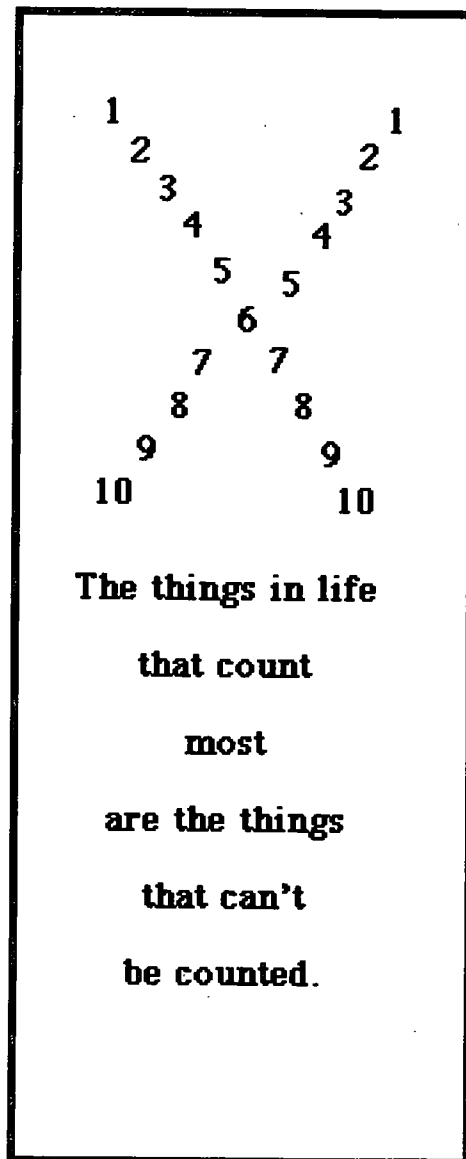 1 1
2 2
3 3
4 4
5 5
6
7 7
8 8
9 9
10 10
The things in life
that count
most
are the things
that can't
be counted.